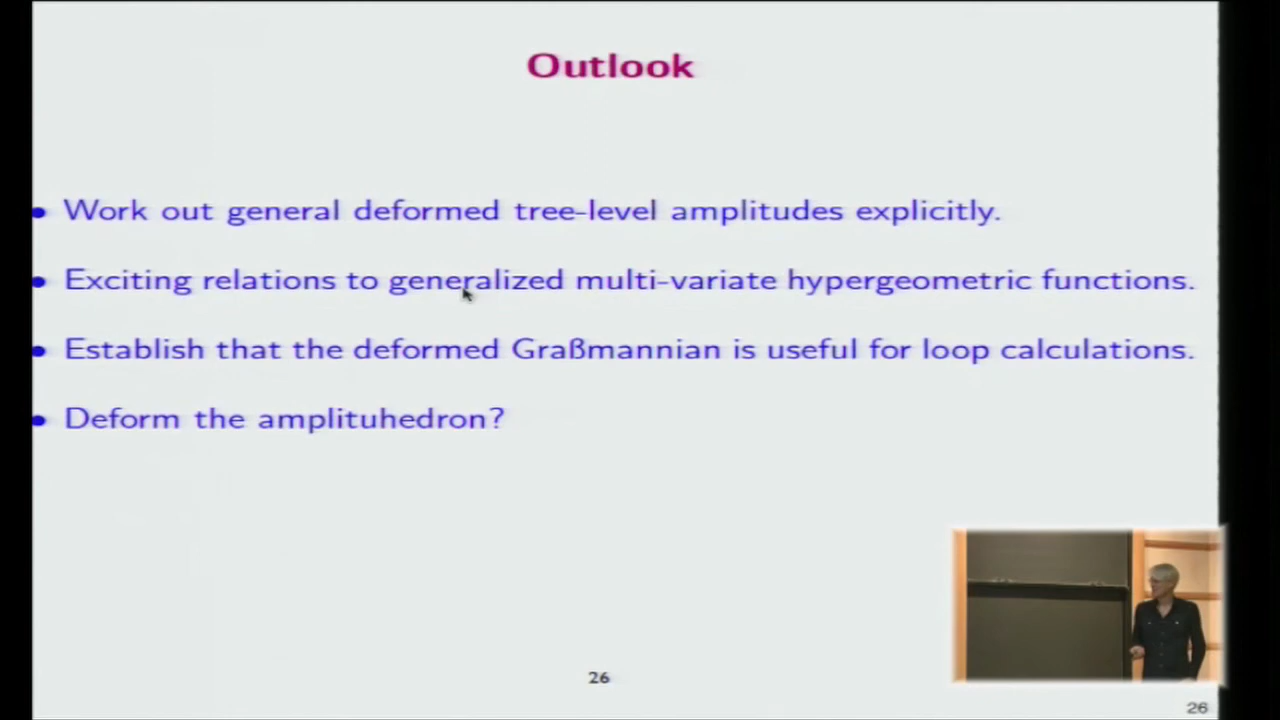 Outlook
• Work out general deformed tree-level amplitudes explicitly.
• Exciting relations to generalized multi-variate hypergeometric functions.
• Establish that the deformed Graßmannian is useful for loop calculations.
• Deform the amplituhedron?
26
26